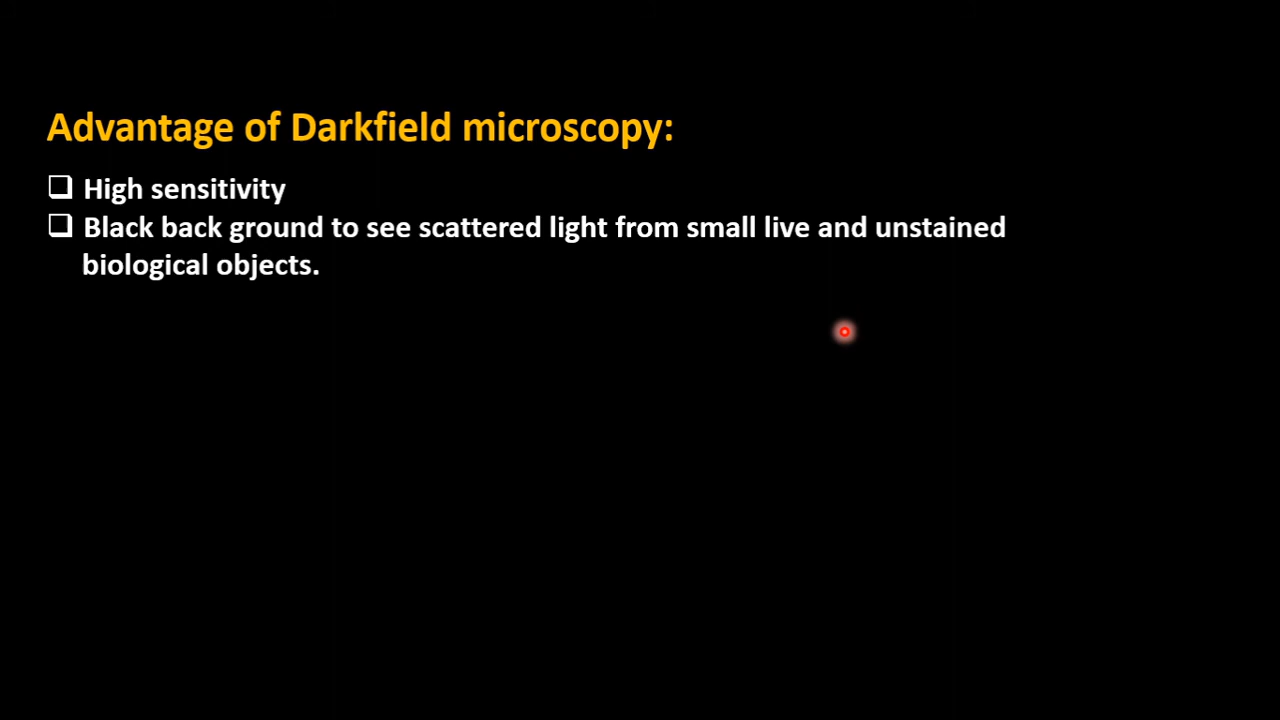 Advantage of Darkfield microscopy:
❑ High sensitivity
❑ Black back ground to see scattered light from small live and unstained
biological objects.